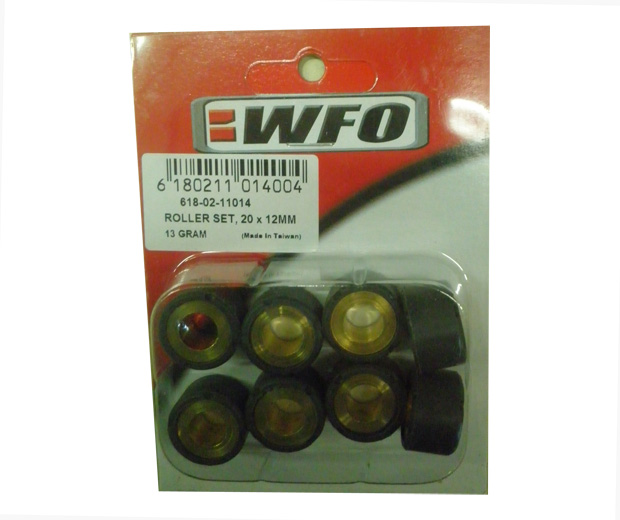 WFO
6 180211 014004
618-02-11014
ROLLER SET, 20 x 12MM
13 GRAM (Made In Taiwan)